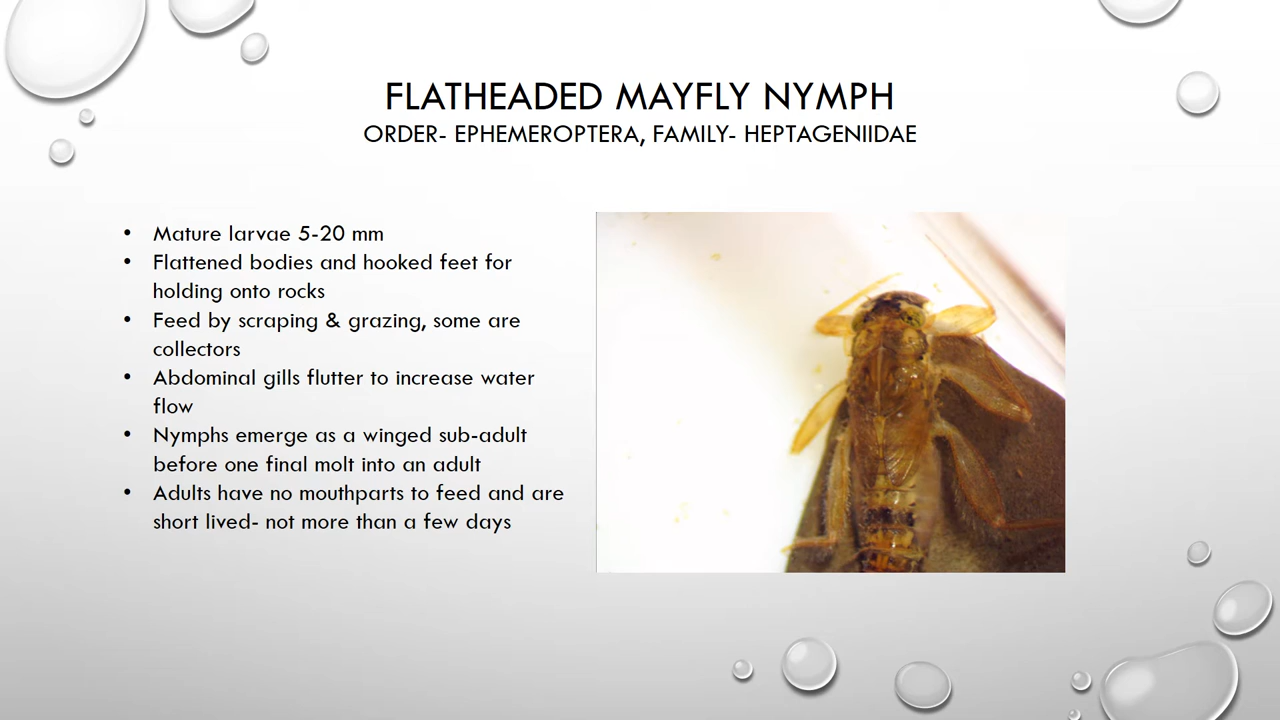 FLATHEADED MAYFLY NYMPH
ORDER- EPHEMEROPTERA, FAMILY- HEPTAGENIIDAE
• Mature larvae 5-20 mm
• Flattened bodies and hooked feet for
holding onto rocks
• Feed by scraping & grazing, some are
collectors
• Abdominal gills flutter to increase water
flow
• Nymphs emerge as a winged sub-adult
before one final molt into an adult
• Adults have no mouthparts to feed and are
short lived- not more than a few days